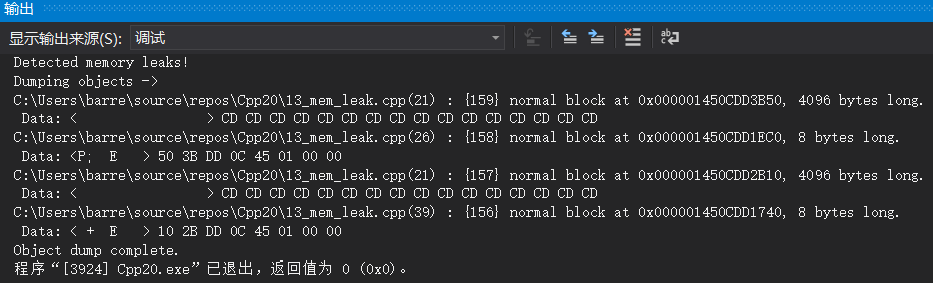 输出
显示输出来源(S): 调试
Detected memory leaks!
Dumping objects ->
C:\Users\barre\source\repos\Cpp20\13_mem_leak.cpp(21) : {159} normal block at 0x000001450CDD3B50, 4096 bytes long.
 Data: <                > CD CD CD CD CD CD CD CD CD CD CD CD CD CD CD CD
C:\Users\barre\source\repos\Cpp20\13_mem_leak.cpp(26) : {158} normal block at 0x000001450CDD1EC0, 8 bytes long.
 Data: <P;  E   > 50 3B DD 0C 45 01 00 00
C:\Users\barre\source\repos\Cpp20\13_mem_leak.cpp(21) : {157} normal block at 0x000001450CDD2B10, 4096 bytes long.
 Data: <                > CD CD CD CD CD CD CD CD CD CD CD CD CD CD CD CD
C:\Users\barre\source\repos\Cpp20\13_mem_leak.cpp(39) : {156} normal block at 0x000001450CDD1740, 8 bytes long.
 Data: < +  E   > 10 2B DD 0C 45 01 00 00
Object dump complete.
程序“[3924] Cpp20.exe”已退出，返回值为 0 (0x0)。